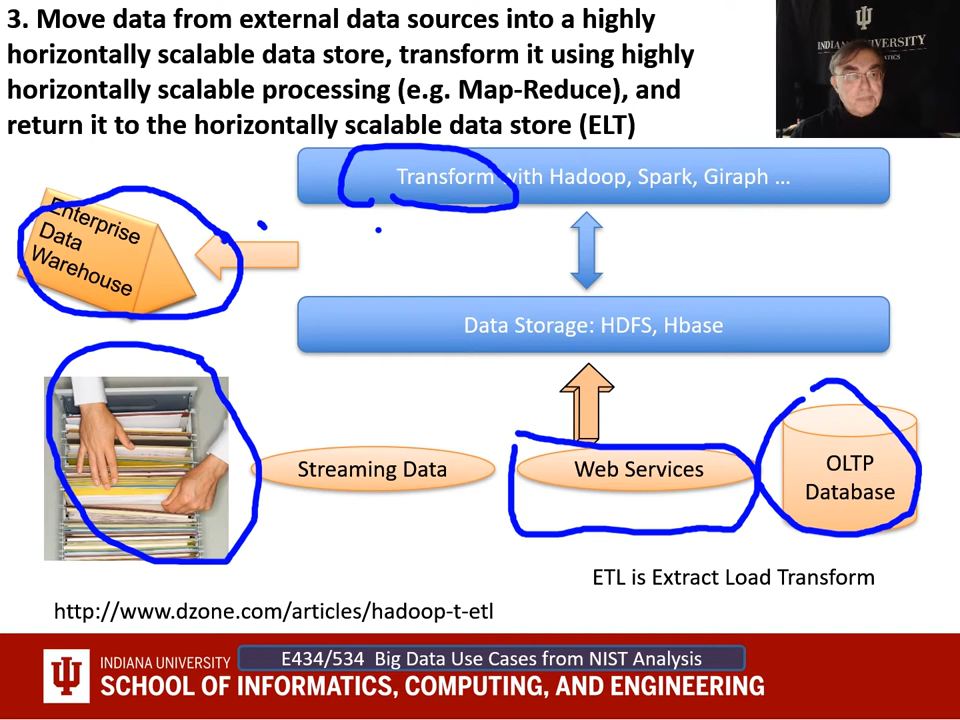 3. Move data from external data sources into a highly
horizontally scalable data store, transform it using highly
horizontally scalable processing (e.g. Map-Reduce), and
return it to the horizontally scalable data store (ELT)
INDIANA UNIVERSITY
Transform with Hadoop, Spark, Giraph ...
Enterprise
Data
Warehouse
Data Storage: HDFS, Hbase
Streaming Data
Web Services
OLTP
Database
ETL is Extract Load Transform
http://www.dzone.com/articles/hadoop-t-etl
E434/534 Big Data Use Cases from NIST Analysis
INDIANA UNIVERSITY
SCHOOL OF INFORMATICS, COMPUTING, AND ENGINEERING